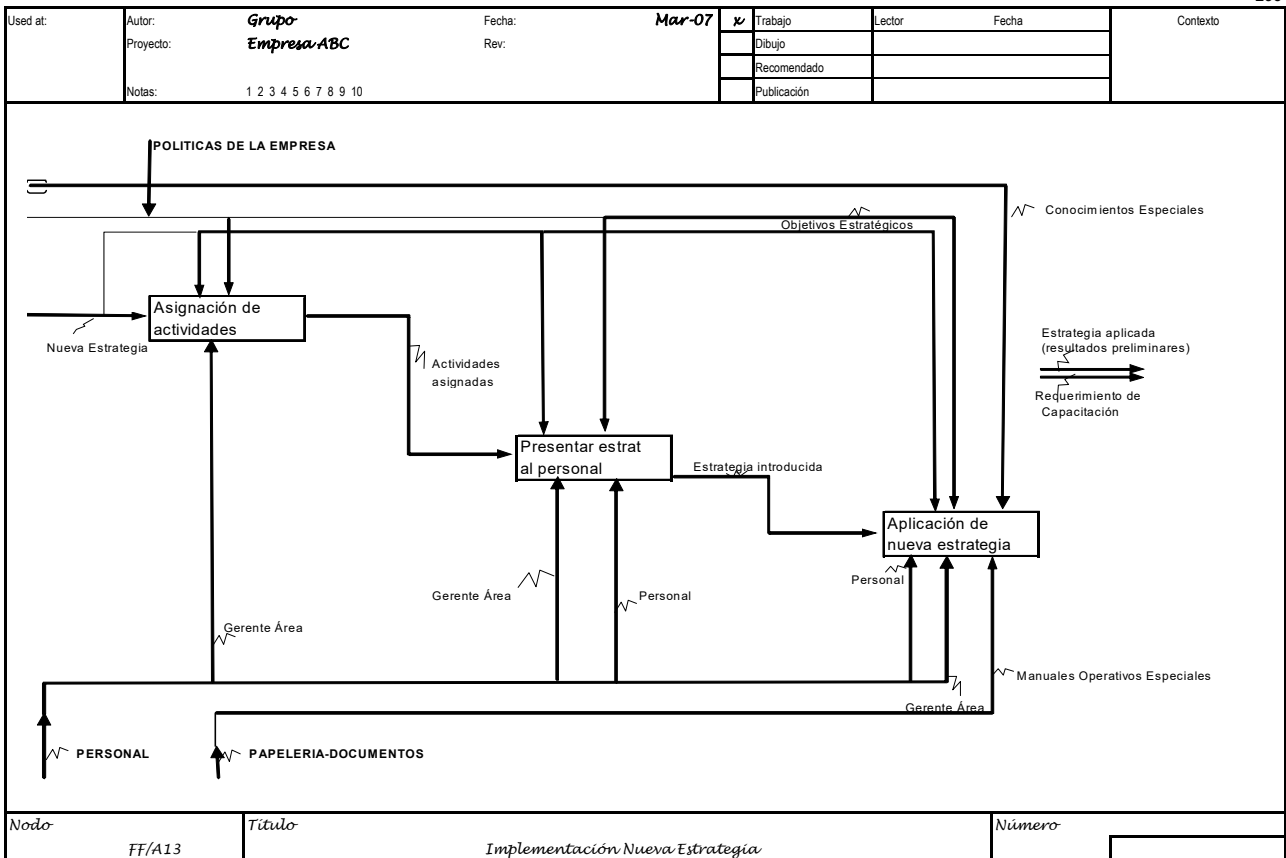 Used at:
Autor: Grupo Fecha: Mar-07 x Trabajo Lector Fecha Contexto
Proyecto: Empresa ABC Rev: Dibujo
Recomendado
Notas: 1 2 3 4 5 6 7 8 9 10 Publicación
POLITICAS DE LA EMPRESA
Conocimientos Especiales
Objetivos Estratégicos
Asignación de
actividades
Nueva Estrategia
Estrategia aplicada
(resultados preliminares)
Requerimiento de
Capacitación
Actividades
asignadas
Presentar estrat
al personal
Estrategia introducida
Aplicación de
nueva estrategia
Personal
Gerente Área
Personal
Gerente Área
Manuales Operativos Especiales
Gerente Área
PERSONAL
PAPELERIA-DOCUMENTOS
Nodo Título Número
FF/A13 Implementación Nueva Estrategia